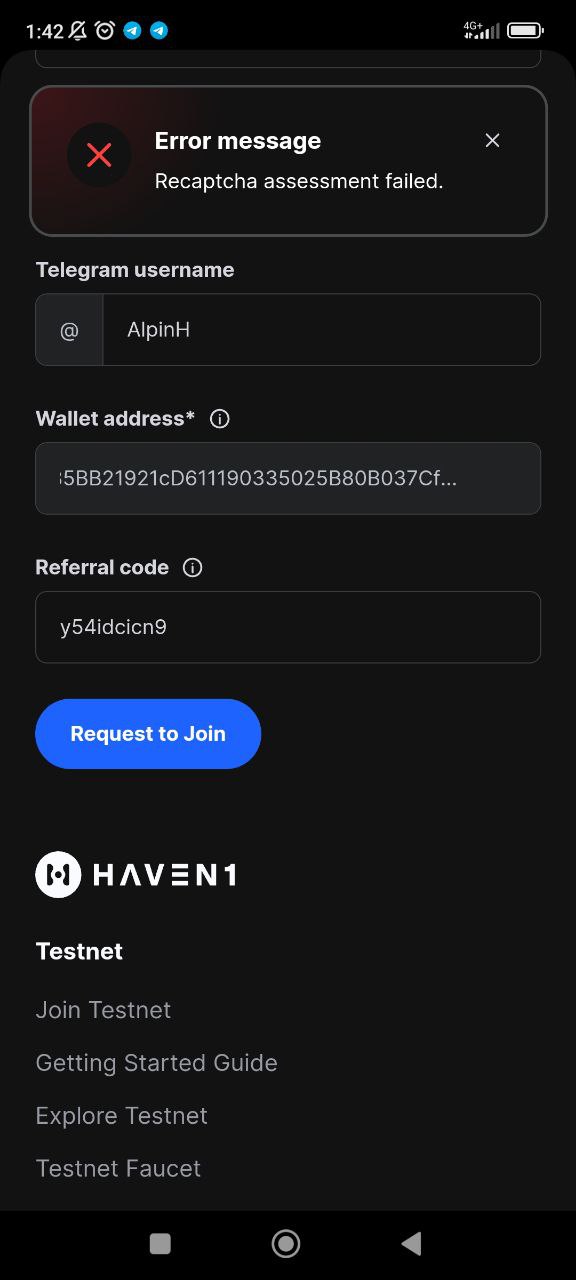 1:42
4G+
Error message
Recaptcha assessment failed.
Telegram username
@ AlpinH
Wallet address*
5BB21921cD611190335025B80B037Cf...
Referral code
y54idcicn9
Request to Join
HAVEN1
Testnet
Join Testnet
Getting Started Guide
Explore Testnet
Testnet Faucet